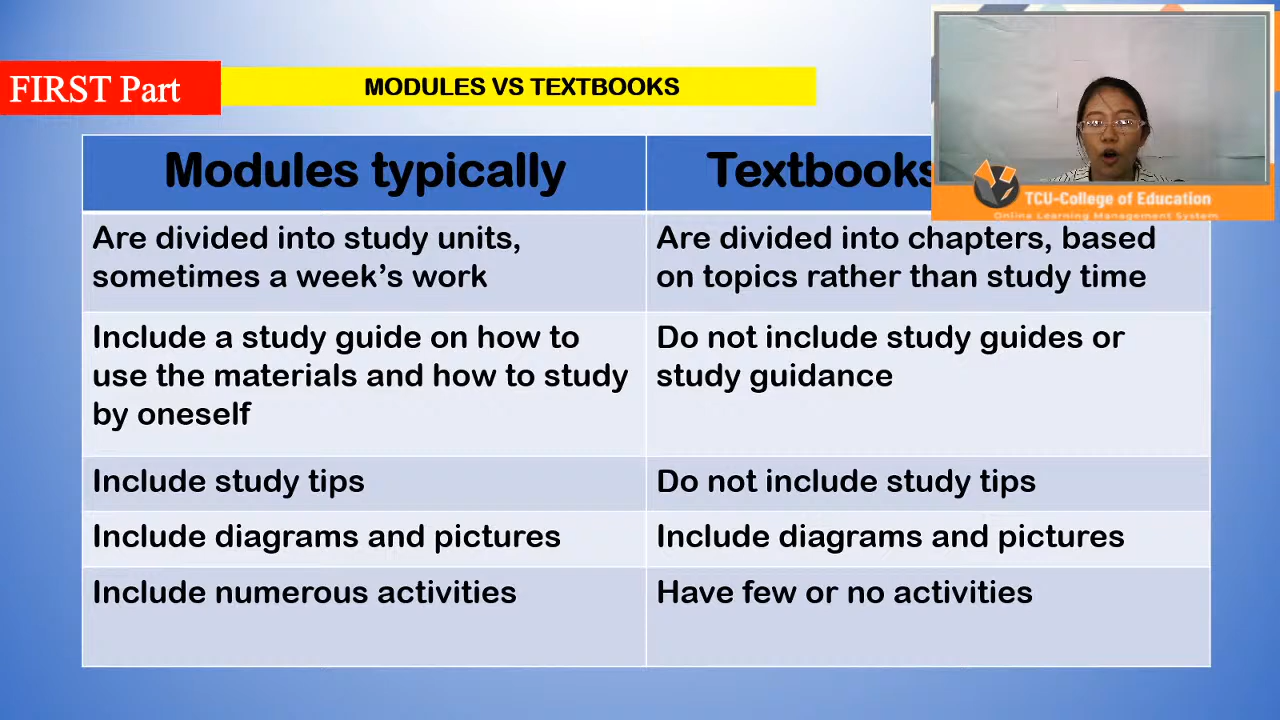 FIRST Part
MODULES VS TEXTBOOKS
Modules typically
Textbooks
TCU-College of Education
Online Learning Management System
Are divided into study units,
sometimes a week's work
Are divided into chapters, based
on topics rather than study time
Include a study guide on how to
use the materials and how to study
by oneself
Do not include study guides or
study guidance
Include study tips
Do not include study tips
Include diagrams and pictures
Include diagrams and pictures
Include numerous activities
Have few or no activities